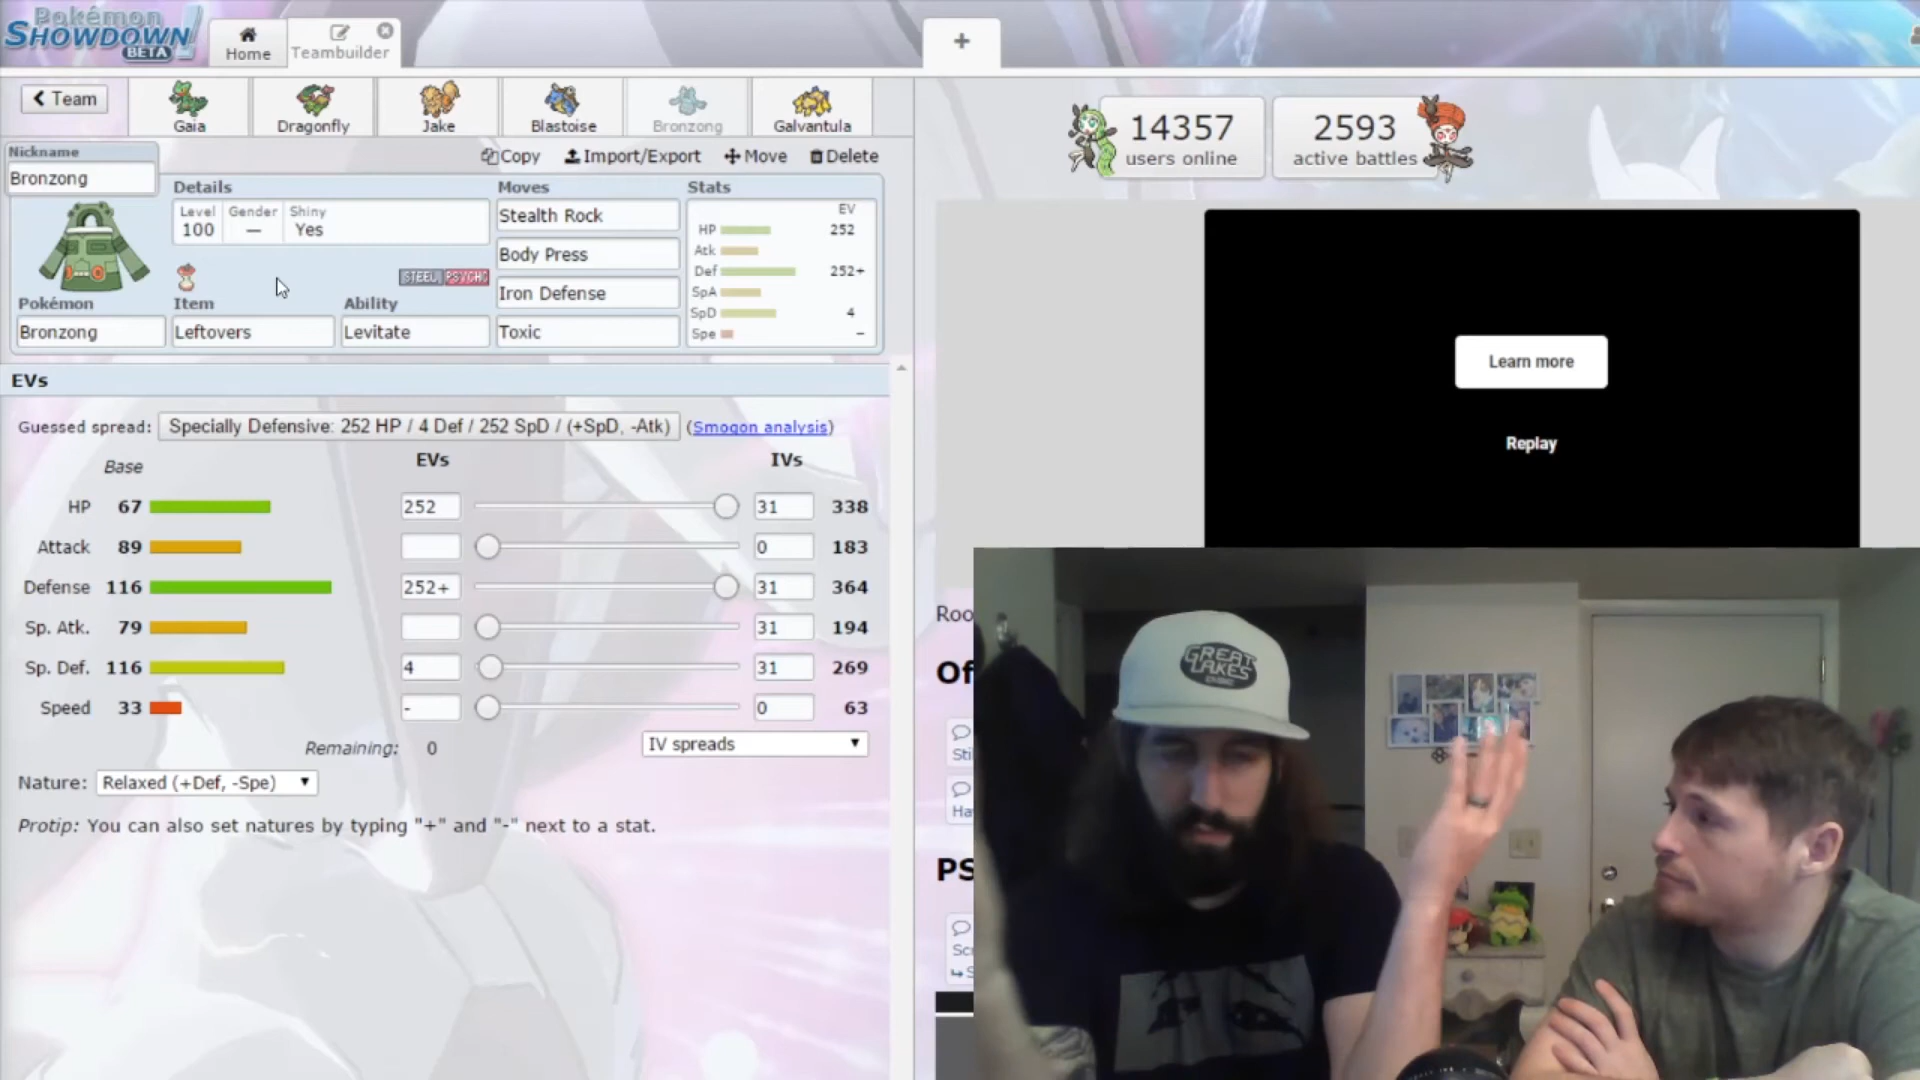 Pokémon
SHOWDOWN!
BETA
Home
Teambuilder
+
< Team
Gaia
Dragonfly
Jake
Blastoise
Bronzong
Galvantula
14357
users online
2593
active battles
Nickname
Bronzong
Copy
Import/Export
Move
Delete
Details
Moves
Stats
Level
Gender
Shiny
100
—
Yes
Stealth Rock
Body Press
Iron Defense
Toxic
EV
HP 252
Atk
Def 252+
SpA
SpD 4
Spe –
STEEL PSYCHC
Pokémon
Item
Ability
Bronzong
Leftovers
Levitate
Learn more
Replay
EVs
Guessed spread: Specially Defensive: 252 HP / 4 Def / 252 SpD / (+SpD, -Atk) (Smogon analysis)
Base EVs IVs
HP 67 252 31 338
Attack 89 0 183
Defense 116 252+ 31 364
Sp. Atk. 79 31 194
Sp. Def. 116 4 31 269
Speed 33 - 0 63
Remaining: 0
IV spreads
Nature: Relaxed (+Def, -Spe)
Protip: You can also set natures by typing "+" and "-" next to a stat.
Roo
Of
Sti
Ha
PS
Sc
GREAT
LAKES